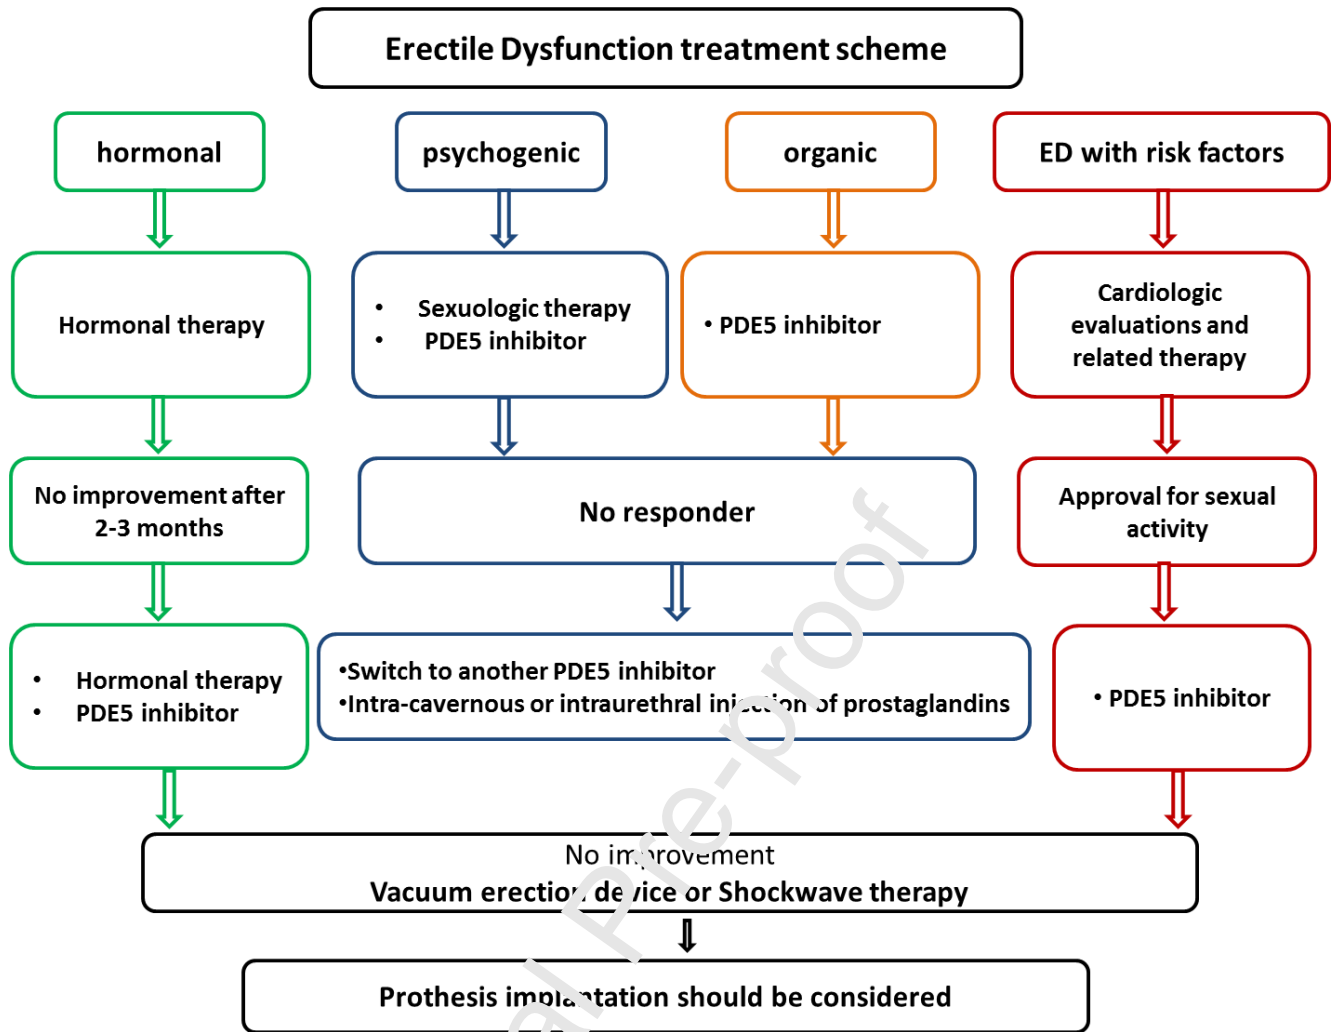 Erectile Dysfunction treatment scheme
hormonal
psychogenic
organic
ED with risk factors
Hormonal therapy
• Sexuologic therapy
• PDE5 inhibitor
• PDE5 inhibitor
Cardiologic
evaluations and
related therapy
No improvement after
2-3 months
No responder
Approval for sexual
activity
• Hormonal therapy
• PDE5 inhibitor
•Switch to another PDE5 inhibitor
•Intra-cavernous or intraurethral injection of prostaglandins
• PDE5 inhibitor
No improvement
Vacuum erection device or Shockwave therapy
Prothesis implantation should be considered
al Pre-proof